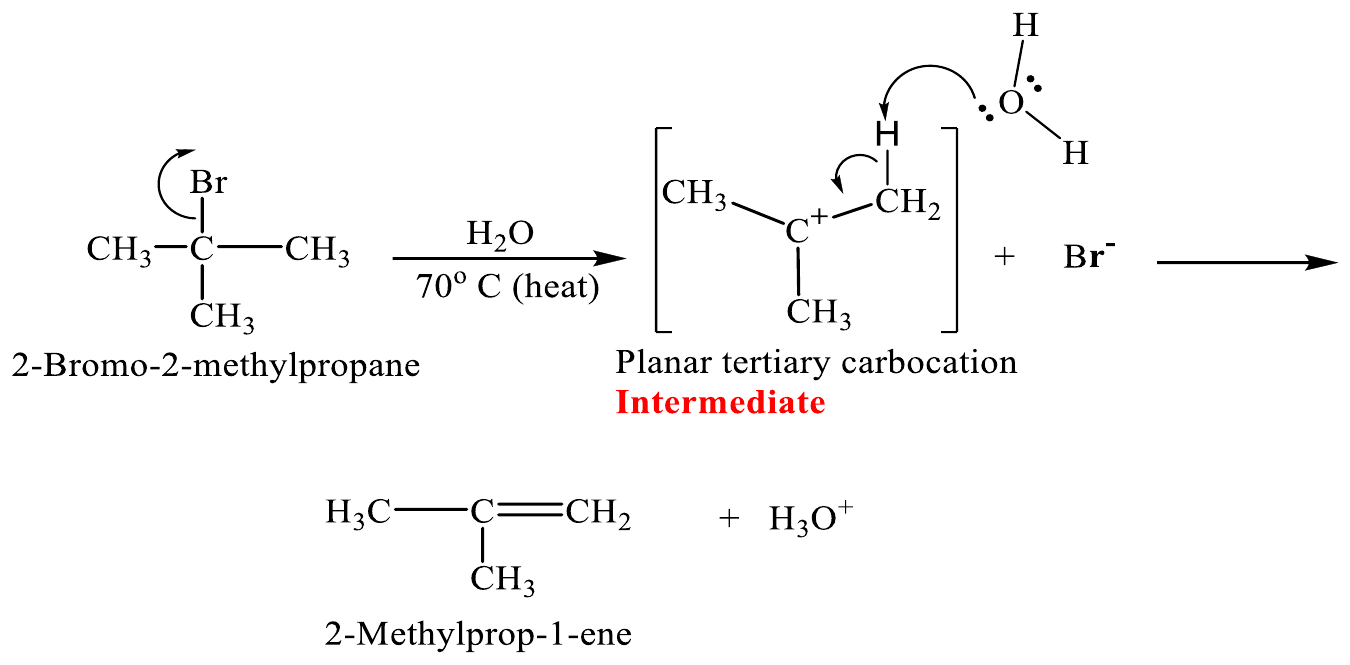 Br
CH₃ C CH₃
CH₃
2-Bromo-2-methylpropane
H₂O
70º C (heat)
H
O
H
H
CH₃
CH₂
C⁺
CH₃
Planar tertiary carbocation
Intermediate
+ Br⁻
H₃C C CH₂ + H₃O⁺
CH₃
2-Methylprop-1-ene